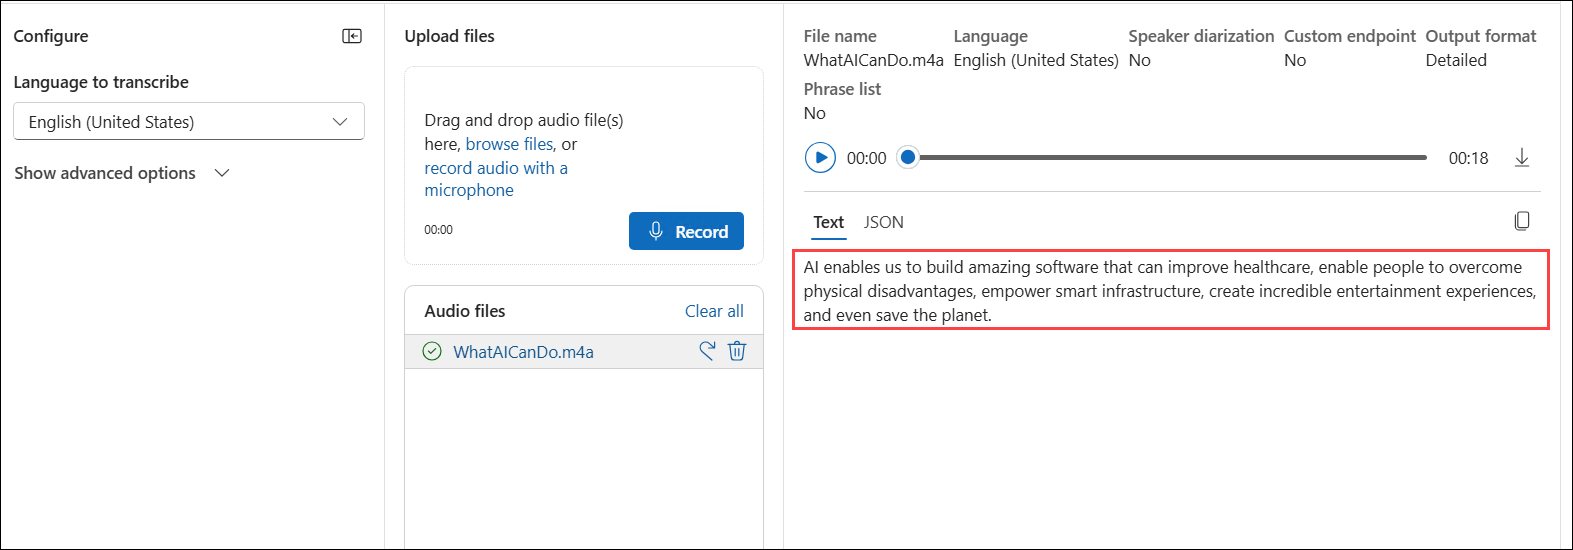 Configure
Language to transcribe
English (United States)
Show advanced options
Upload files
Drag and drop audio file(s)
here, browse files, or
record audio with a
microphone
00:00
Record
Audio files
Clear all
WhatAICanDo.m4a
File name
WhatAICanDo.m4a
Language
English (United States)
Speaker diarization
No
Custom endpoint
No
Output format
Detailed
Phrase list
No
00:00
00:18
Text
JSON
AI enables us to build amazing software that can improve healthcare, enable people to overcome
physical disadvantages, empower smart infrastructure, create incredible entertainment experiences,
and even save the planet.